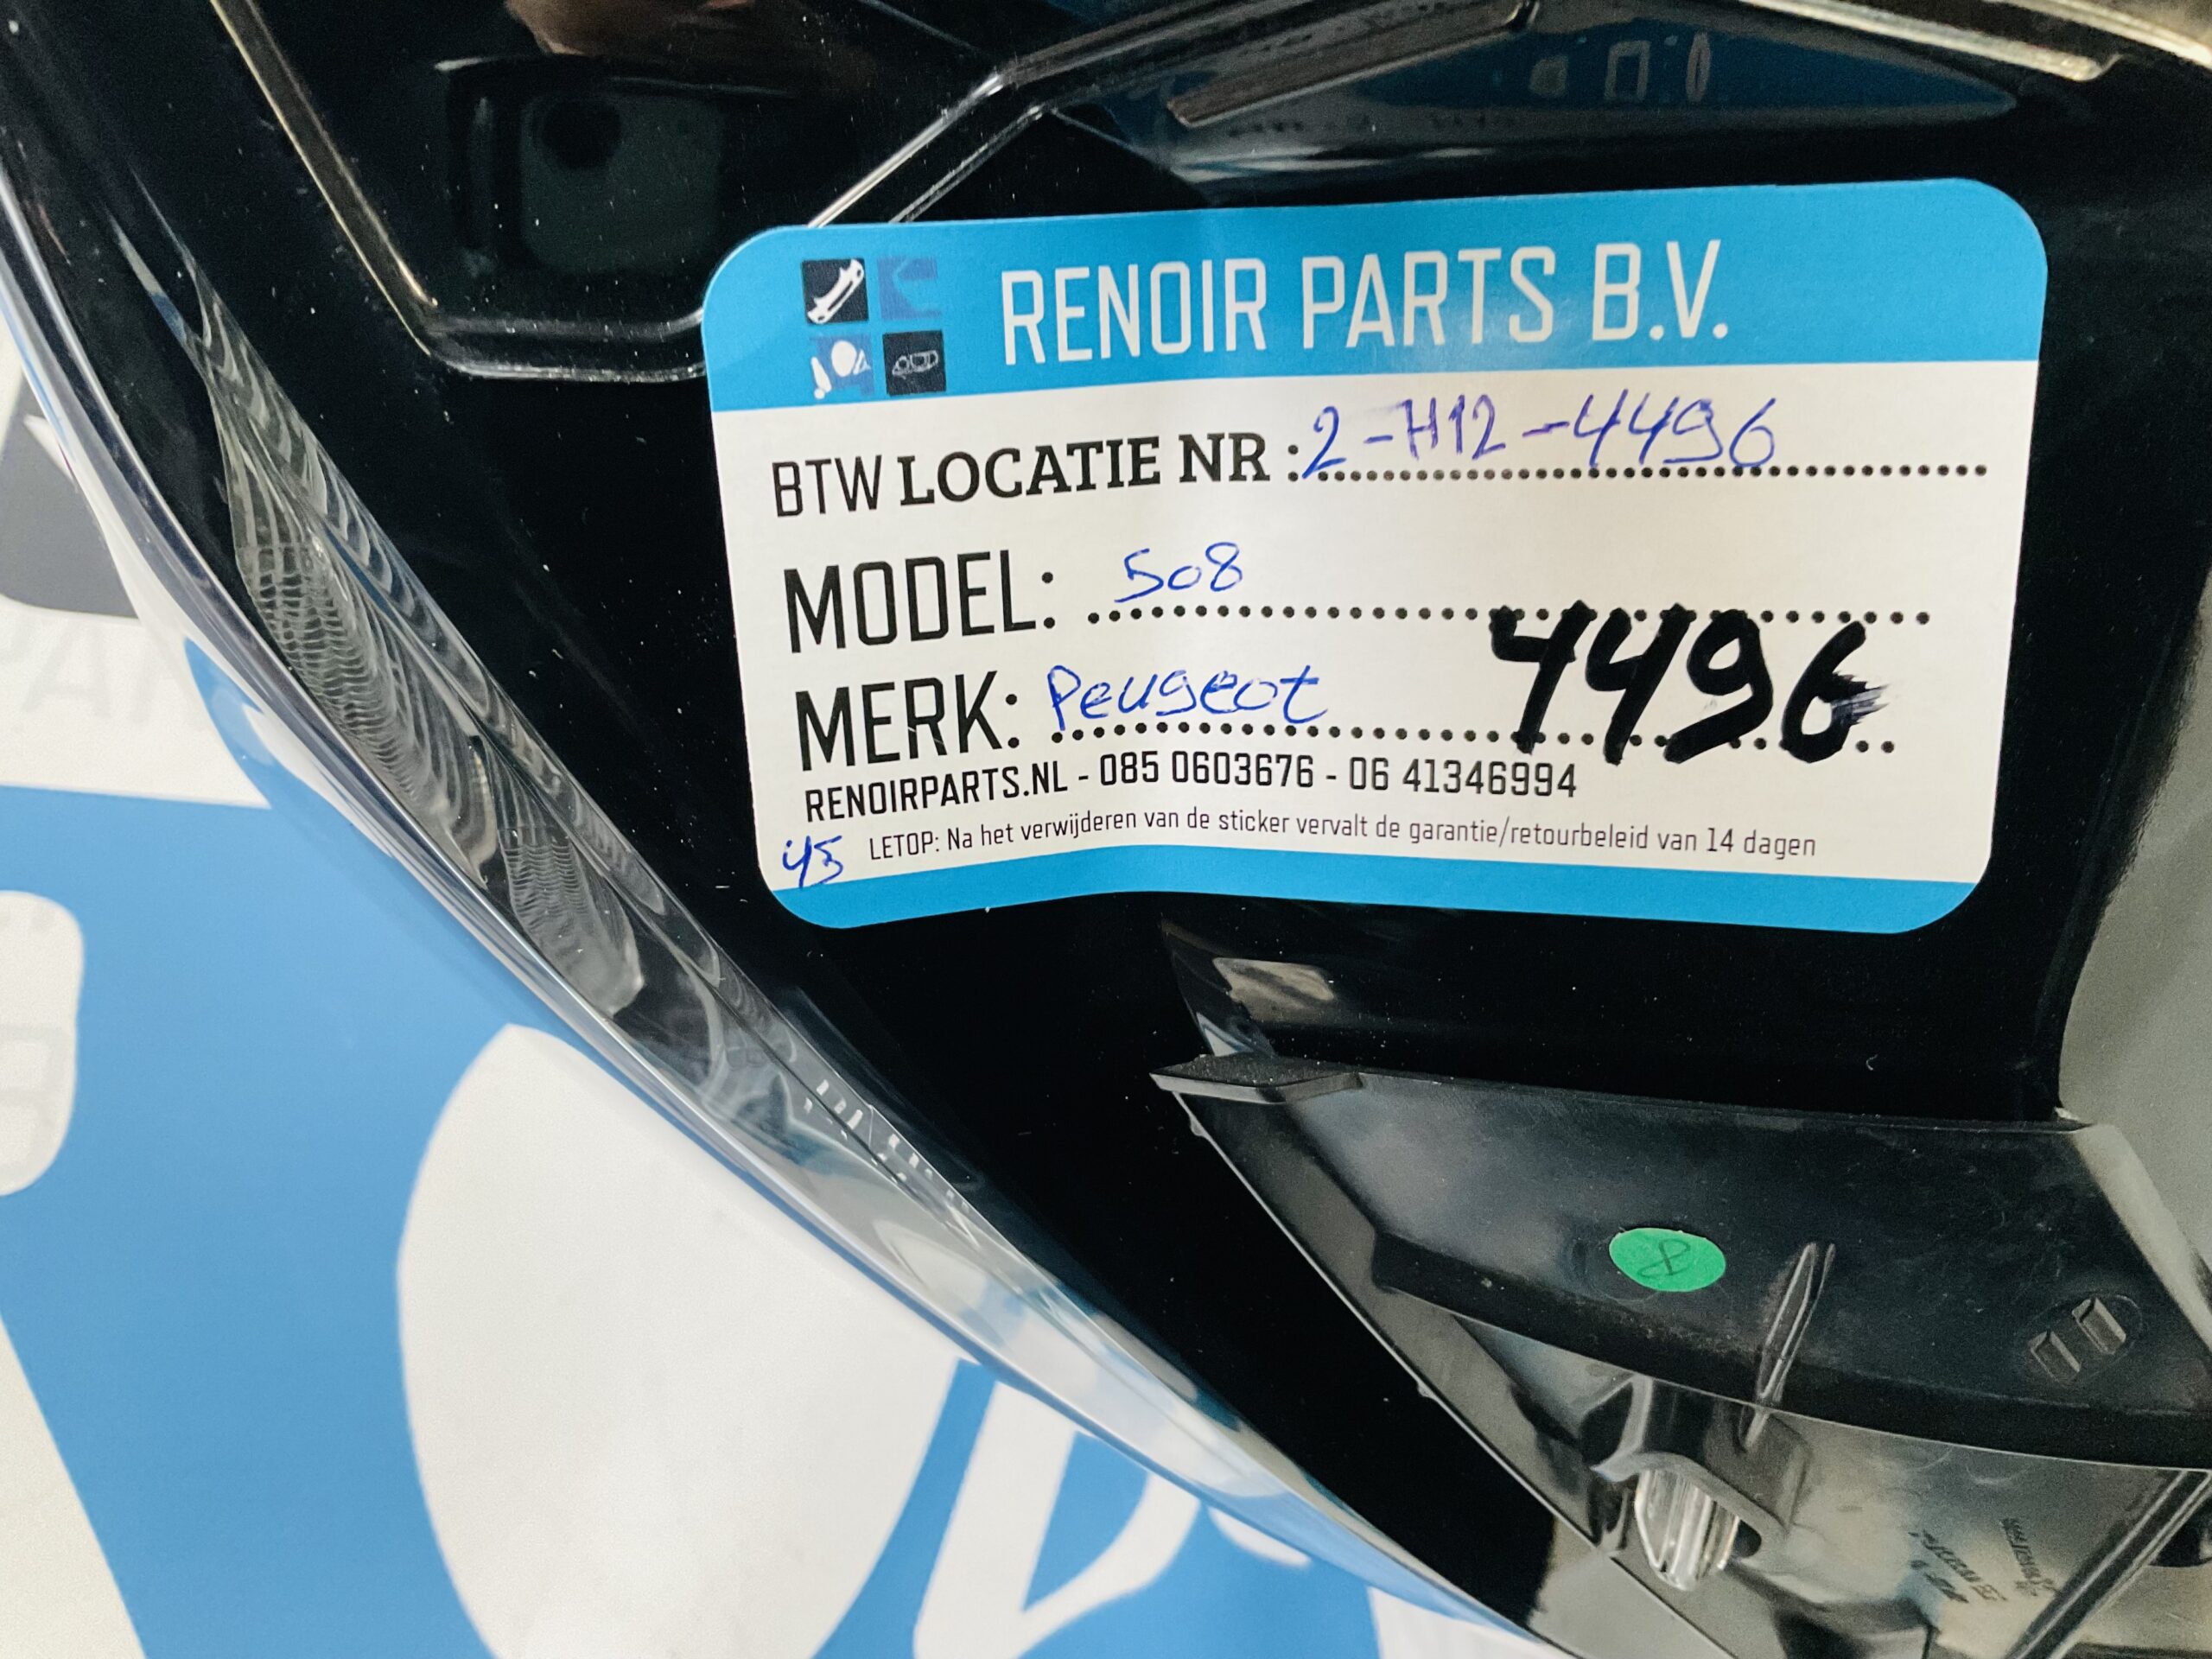 RENOIR PARTS B.V.
BTW LOCATIE NR : 2-H12-4496
MODEL: 508
4496
MERK: Peugeot
RENOIRPARTS.NL - 085 0603676 - 06 41346994
45 LETOP: Na het verwijderen van de sticker vervalt de garantie/retourbeleid van 14 dagen
8